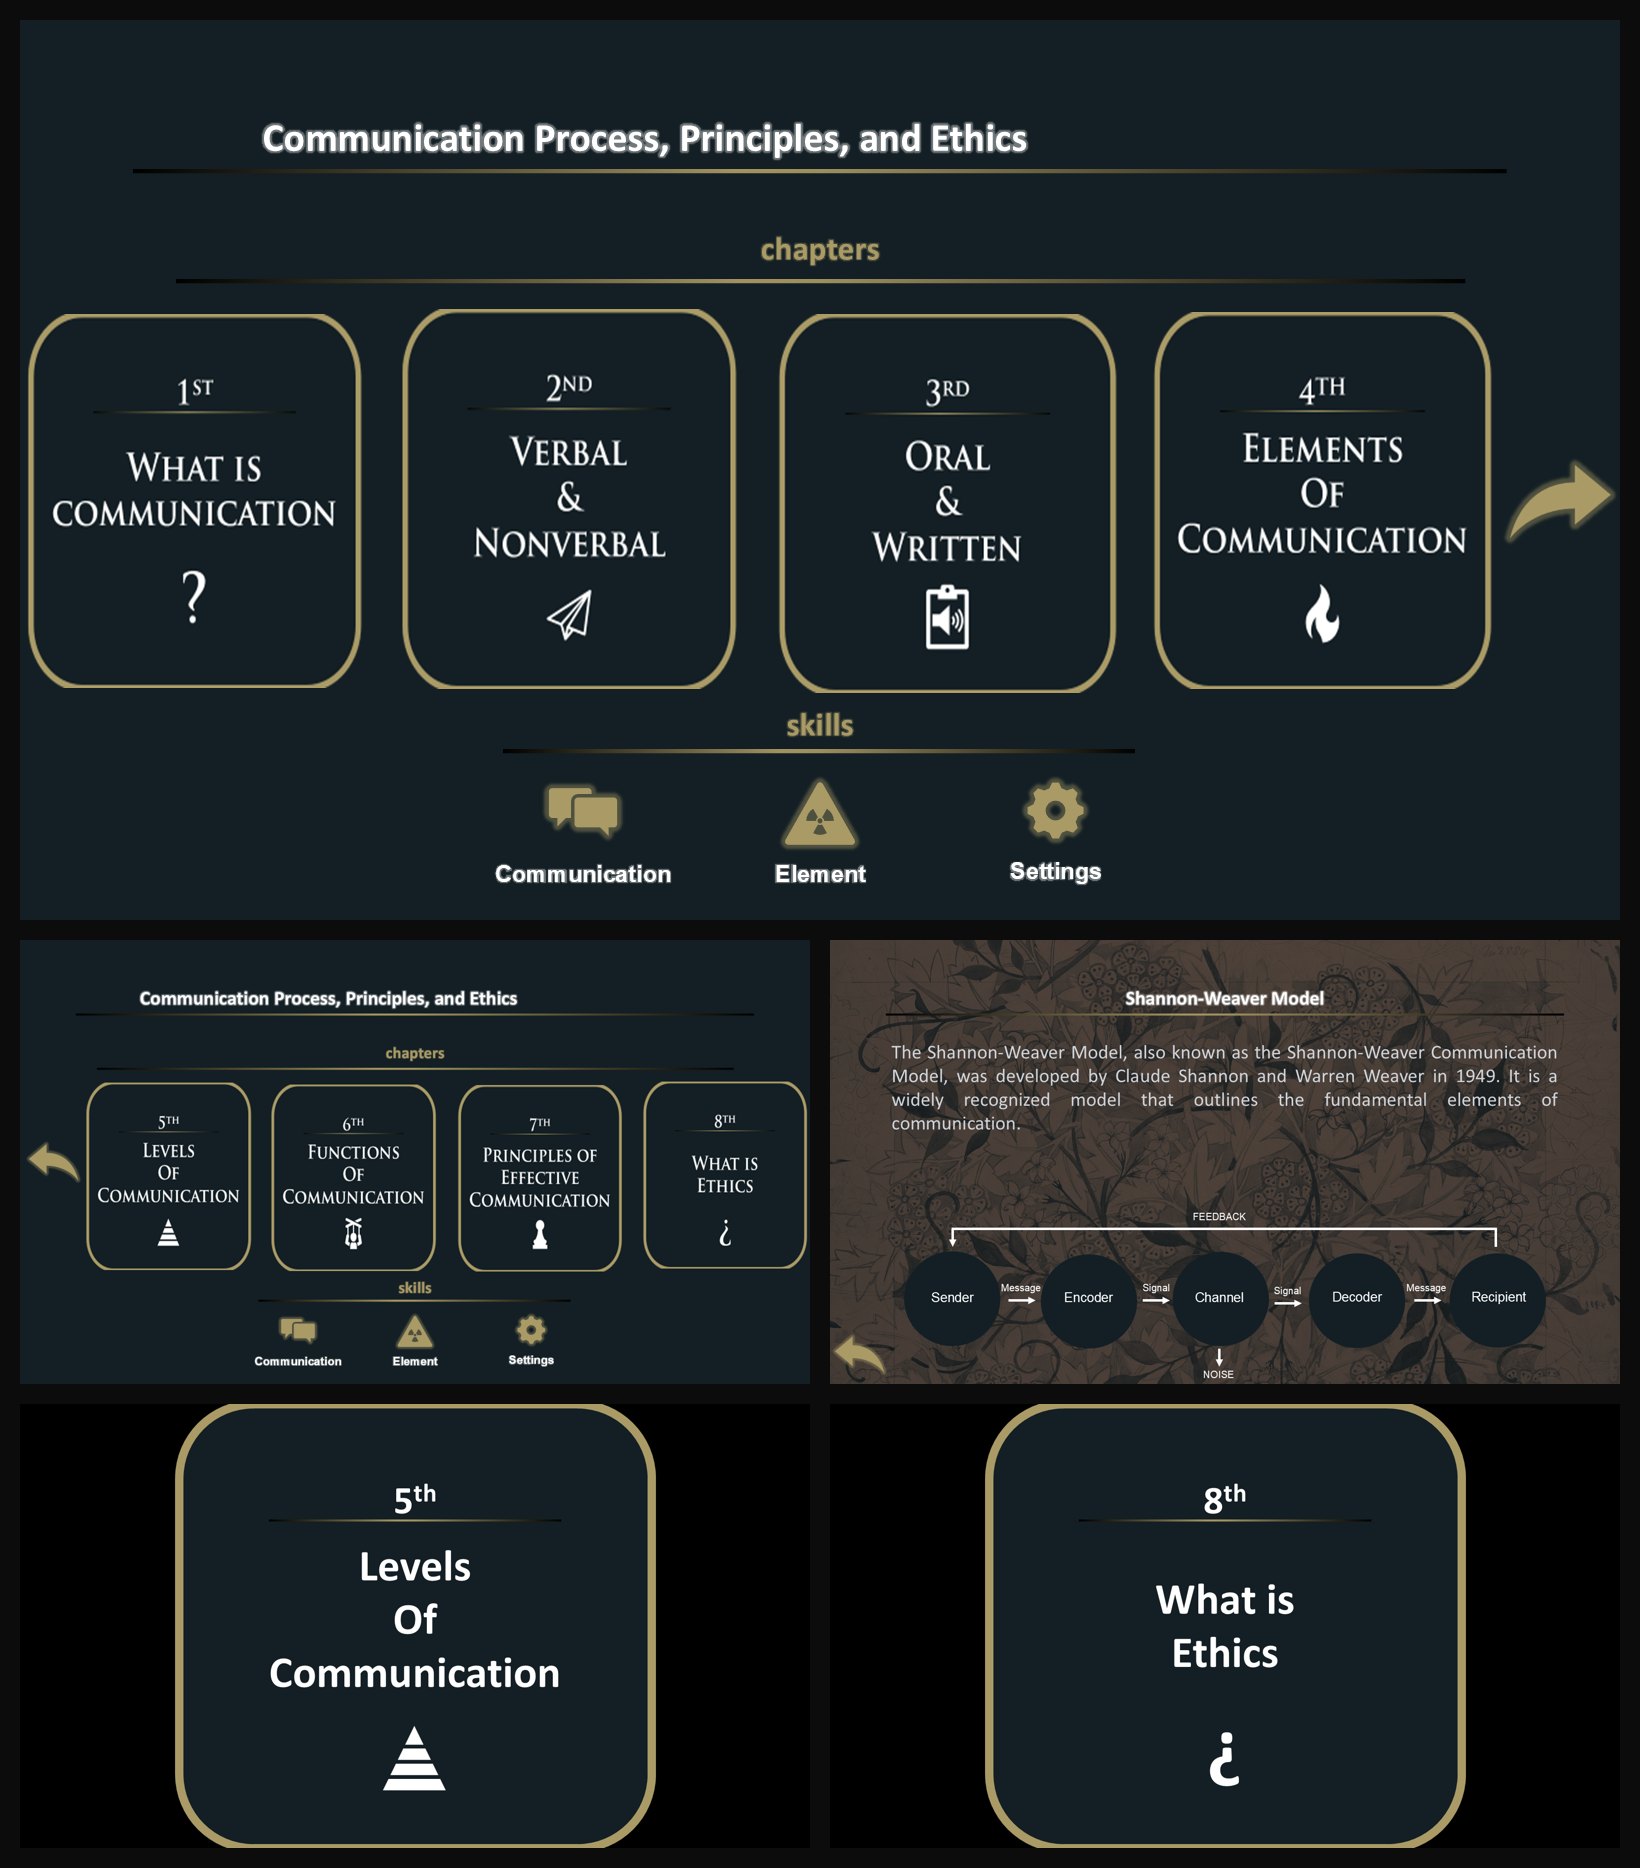 Communication Process, Principles, and Ethics
chapters
1ST
WHAT IS
COMMUNICATION
?
2ND
VERBAL
&
NONVERBAL
3RD
ORAL
&
WRITTEN
4TH
ELEMENTS
OF
COMMUNICATION
skills
Communication
Element
Settings
Communication Process, Principles, and Ethics
chapters
5TH
LEVELS
OF
COMMUNICATION
6TH
FUNCTIONS
OF
COMMUNICATION
7TH
PRINCIPLES OF
EFFECTIVE
COMMUNICATION
8TH
WHAT IS
ETHICS
¿
skills
Communication
Element
Settings
Shannon-Weaver Model
The Shannon-Weaver Model, also known as the Shannon-Weaver Communication
Model, was developed by Claude Shannon and Warren Weaver in 1949. It is a
widely recognized model that outlines the fundamental elements of
communication.
FEEDBACK
Sender
Message
Encoder
Signal
Channel
Signal
Decoder
Message
Recipient
NOISE
5th
Levels
Of
Communication
8th
What is
Ethics
¿